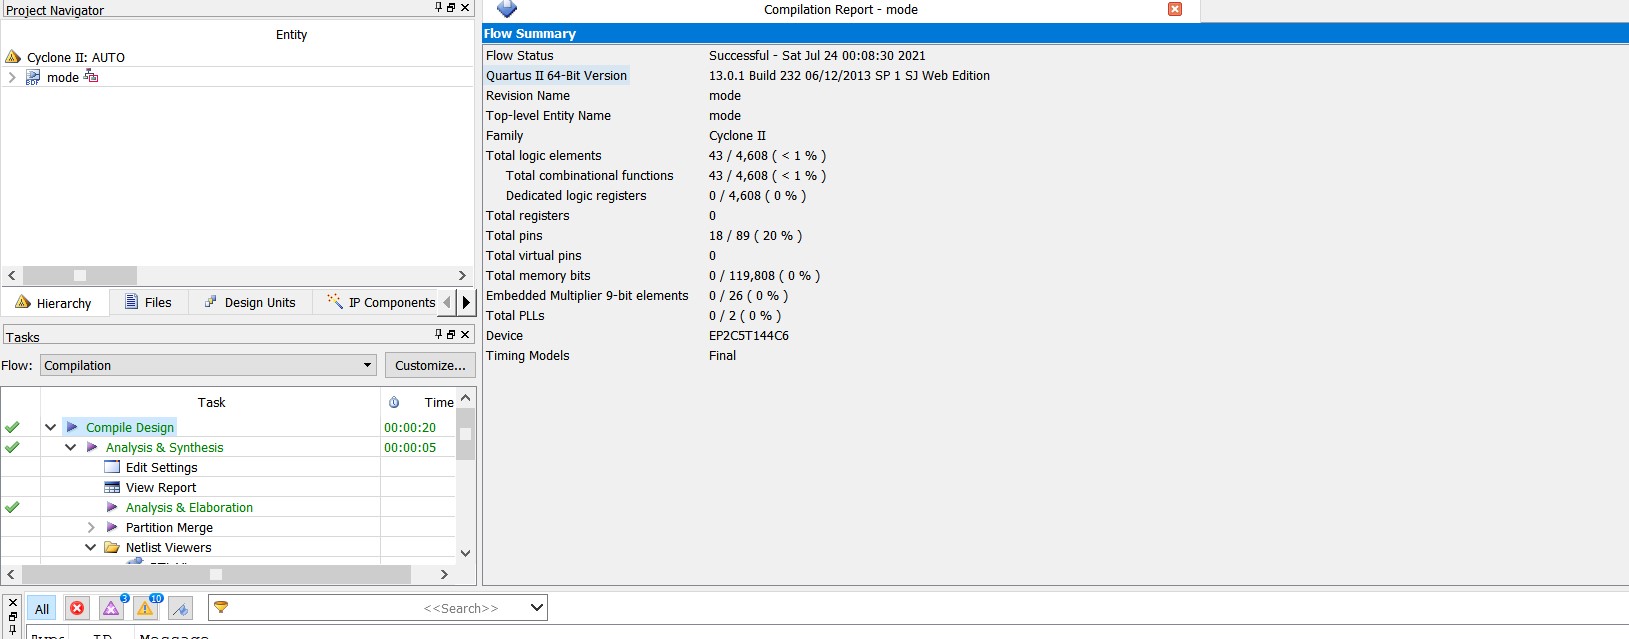 Project Navigator
Entity
Cyclone II: AUTO
mode
Hierarchy
Files
Design Units
IP Components
Tasks
Flow:
Compilation
Customize...
Task
Time
Compile Design
00:00:20
Analysis & Synthesis
00:00:05
Edit Settings
View Report
Analysis & Elaboration
Partition Merge
Netlist Viewers
Compilation Report - mode
Flow Summary
Flow Status Successful - Sat Jul 24 00:08:30 2021
Quartus II 64-Bit Version 13.0.1 Build 232 06/12/2013 SP 1 SJ Web Edition
Revision Name mode
Top-level Entity Name mode
Family Cyclone II
Total logic elements 43 / 4,608 ( < 1 % )
Total combinational functions 43 / 4,608 ( < 1 % )
Dedicated logic registers 0 / 4,608 ( 0 % )
Total registers 0
Total pins 18 / 89 ( 20 % )
Total virtual pins 0
Total memory bits 0 / 119,808 ( 0 % )
Embedded Multiplier 9-bit elements 0 / 26 ( 0 % )
Total PLLs 0 / 2 ( 0 % )
Device EP2C5T144C6
Timing Models Final
All
3
10
<<Search>>
Type ID Message